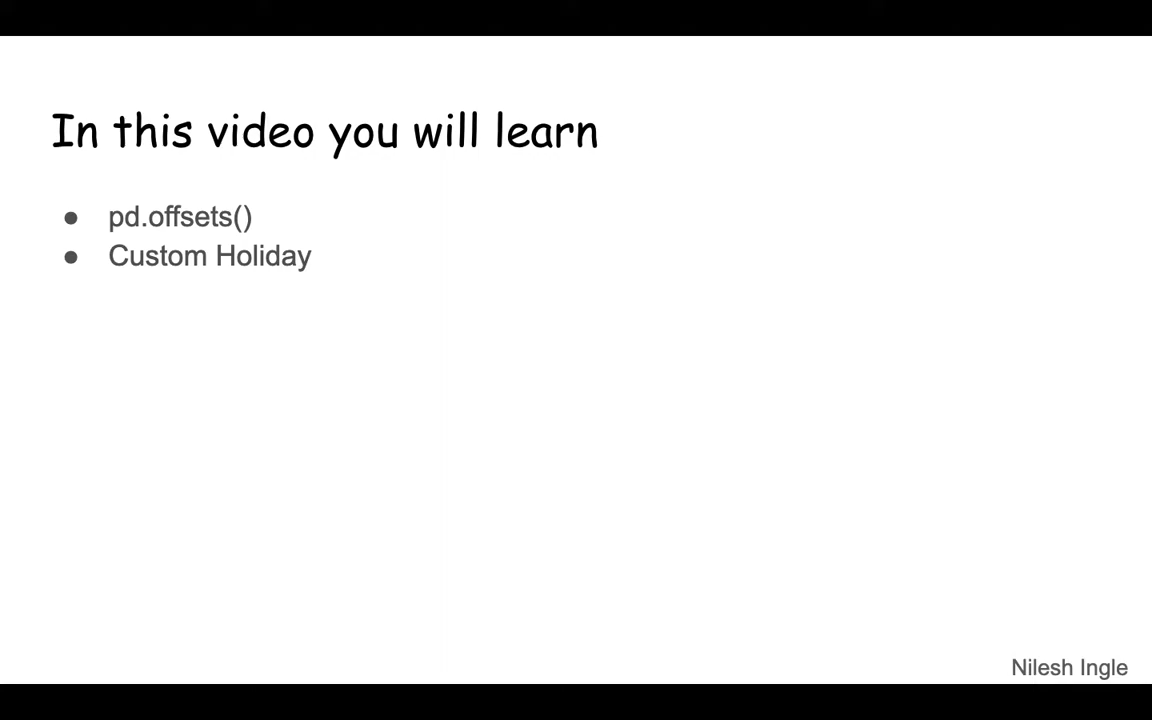 In this video you will learn
● pd.offsets()
● Custom Holiday
Nilesh Ingle